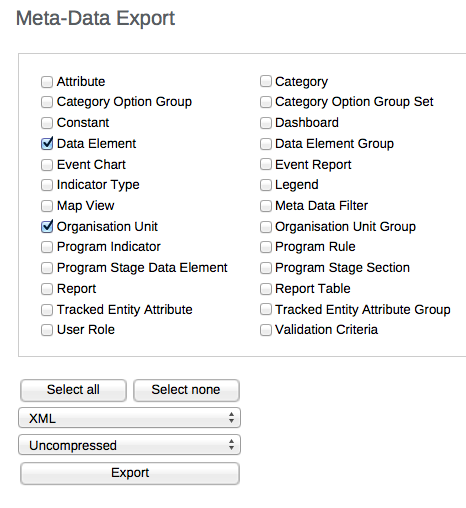 Meta-Data Export
Attribute Category
Category Option Group Category Option Group Set
Constant Dashboard
Data Element Data Element Group
Event Chart Event Report
Indicator Type Legend
Map View Meta Data Filter
Organisation Unit Organisation Unit Group
Program Indicator Program Rule
Program Stage Data Element Program Stage Section
Report Report Table
Tracked Entity Attribute Tracked Entity Attribute Group
User Role Validation Criteria
Select all Select none
XML
Uncompressed
Export